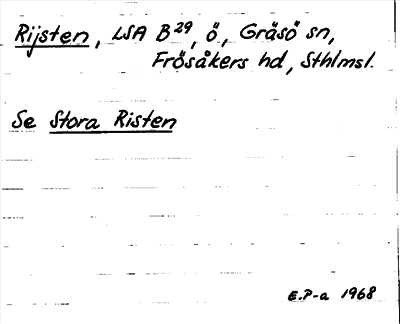 Rijsten, LSA B²⁹, ö., Gräsö sn,
Frösåkers hd, Sthlmsl.
Se Stora Risten
E.P-a 1968